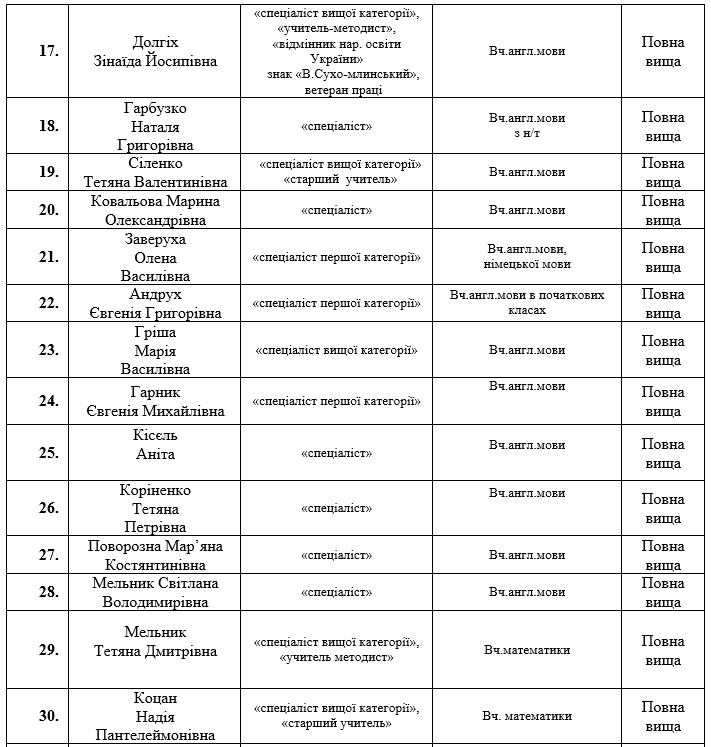 17.
Долгіх
Зінаїда Йосипівна
«спеціаліст вищої категорії»,
«учитель-методист»,
«відмінник нар. освіти
України»
знак «В.Сухо-млинський»,
ветеран праці
Вч.англ.мови
Повна
вища
18.
Гарбузко
Наталя
Григорівна
«спеціаліст»
Вч.англ.мови
з н/т
Повна
вища
19.
Сіленко
Тетяна Валентинівна
«спеціаліст вищої категорії»
«старший учитель»
Вч.англ.мови
Повна
вища
20.
Ковальова Марина
Олександрівна
«спеціаліст»
Вч.англ.мови
Повна
вища
21.
Заверуха
Олена
Василівна
«спеціаліст першої категорії»
Вч.англ.мови,
німецької мови
Повна
вища
22.
Андрух
Євгенія Григорівна
«спеціаліст першої категорії»
Вч.англ.мови в початкових
класах
Повна
вища
23.
Гріша
Марія
Василівна
«спеціаліст вищої категорії»
Вч.англ.мови
Повна
вища
24.
Гарник
Євгенія Михайлівна
«спеціаліст першої категорії»
Вч.англ.мови
Повна
вища
25.
Кісєль
Аніта
«спеціаліст»
Вч.англ.мови
Повна
вища
26.
Коріненко
Тетяна
Петрівна
«спеціаліст»
Вч.англ.мови
Повна
вища
27.
Поворозна Мар’яна
Костянтинівна
«спеціаліст»
Вч.англ.мови
Повна
вища
28.
Мельник Світлана
Володимирівна
«спеціаліст»
Вч.англ.мови
Повна
вища
29.
Мельник
Тетяна Дмитрівна
«спеціаліст вищої категорії»,
«учитель методист»
Вч.математики
Повна
вища
30.
Коцан
Надія
Пантелеймонівна
«спеціаліст вищої категорії»,
«старший учитель»
Вч. математики
Повна
вища